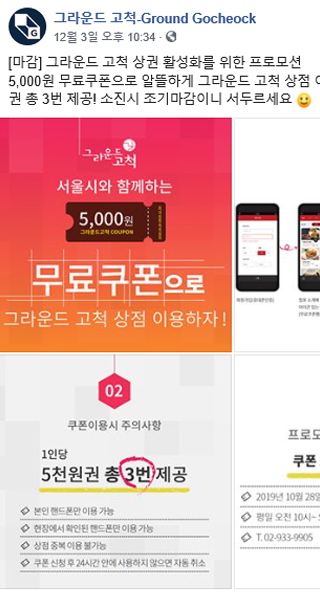 그라운드 고척-Ground Gocheock
12월 3일 오후 10:34 ·
[마감] 그라운드 고척 상권 활성화를 위한 프로모션
5,000원 무료쿠폰으로 알뜰하게 그라운드 고척 상점 이
권 총 3번 제공! 소진시 조기마감이니 서두르세요
그라운드
고척
서울시와 함께하는
5,000원
그라운드고척 COUPON
무료쿠폰으로
그라운드 고척 상점 이용하자!
02
쿠폰이용시 주의사항
1인당
5천원권 총 3번 제공
본인 핸드폰만 이용 가능
현장에서 확인된 핸드폰만 이용 가능
상점 중복 이용 불가능
쿠폰 신청 후 24시간 안에 사용하지 않으면 자동 취소
프로모
쿠폰
2019년 10월 28일
평일 오전 10시~
T. 02-933-9905